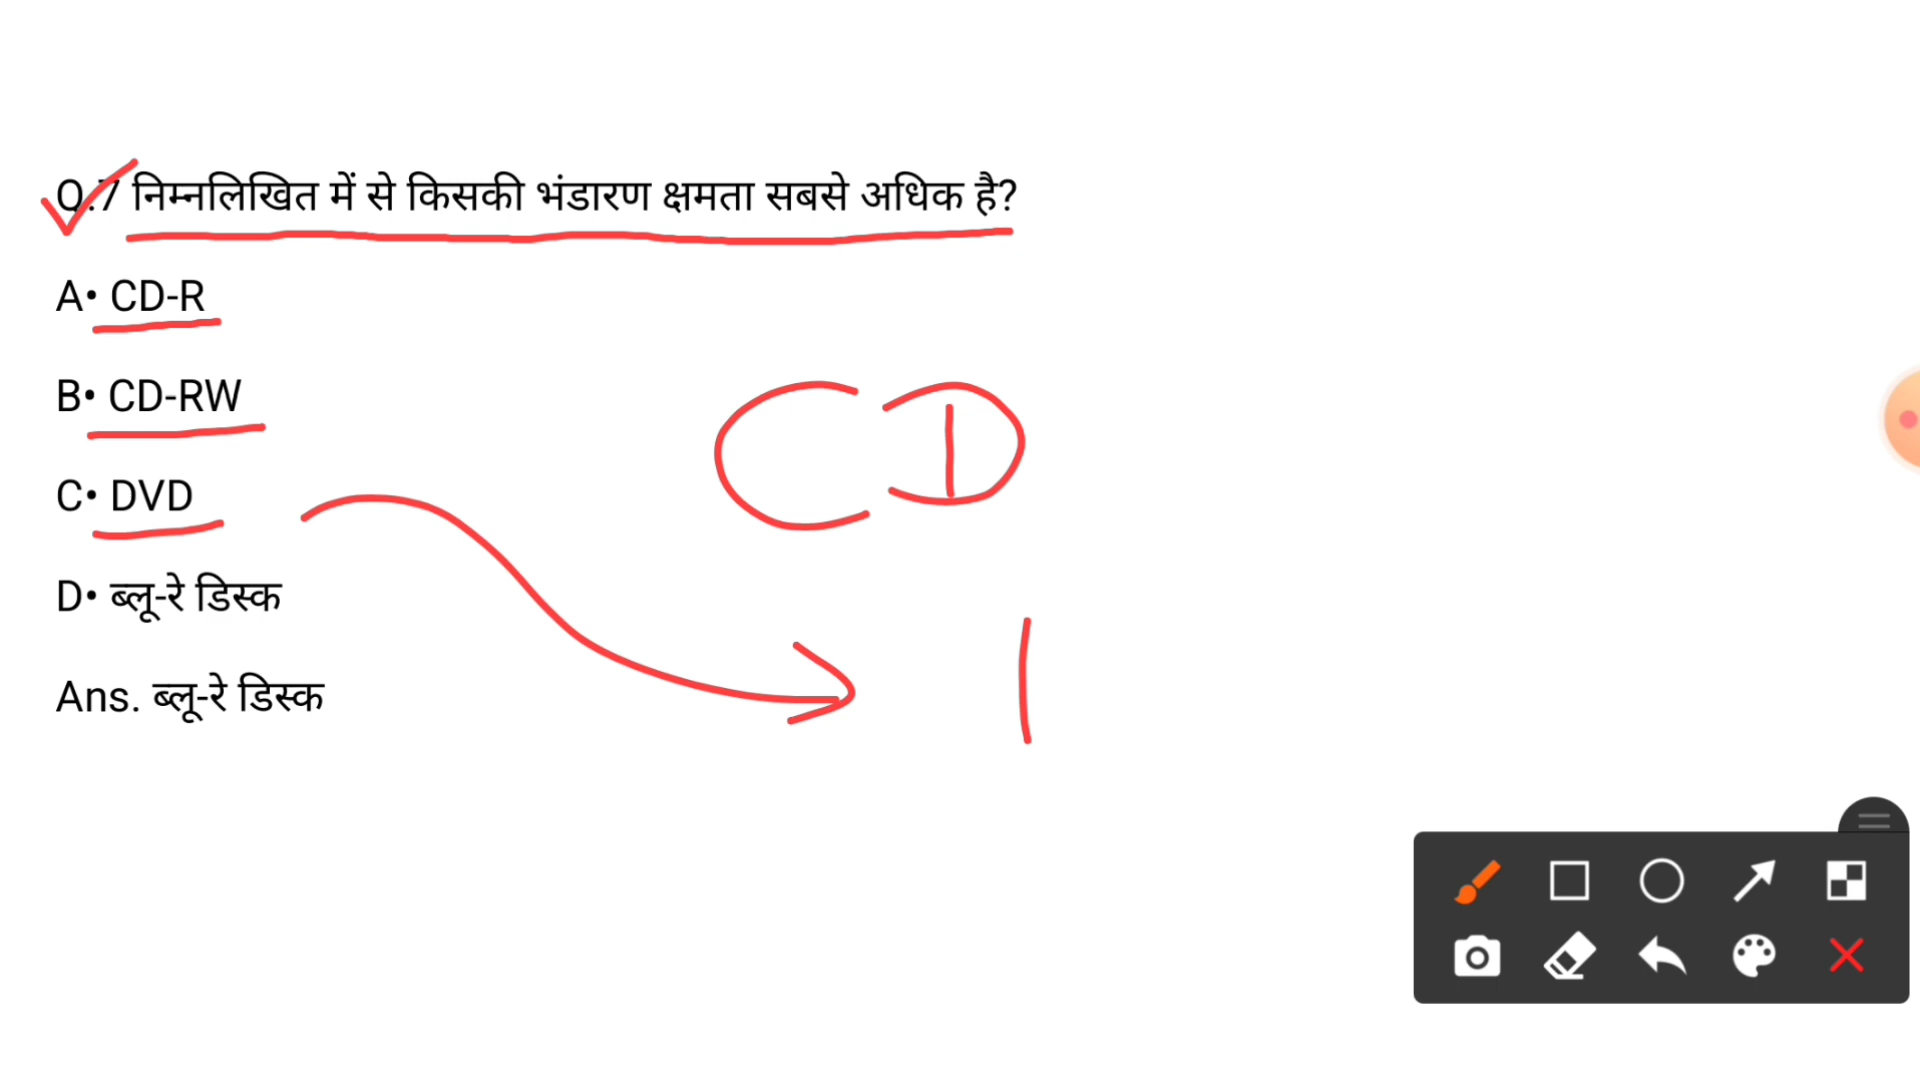 Q.7 निम्नलिखित में से किसकी भंडारण क्षमता सबसे अधिक है?
A• CD-R
B• CD-RW
CD
C• DVD
D• ब्लू-रे डिस्क
Ans. ब्लू-रे डिस्क